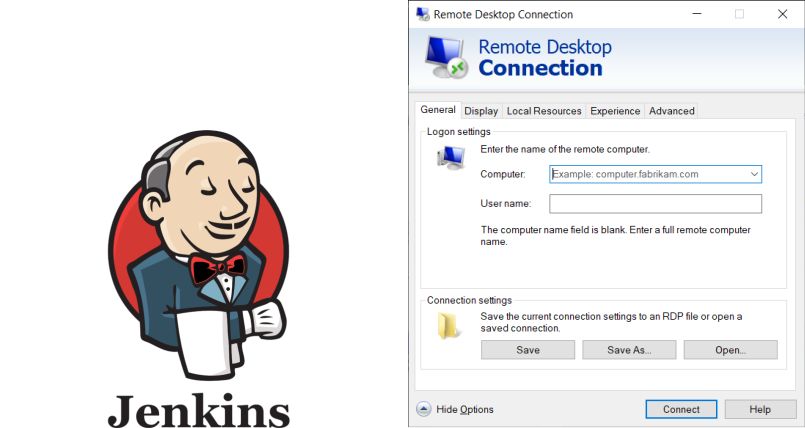 Jenkins
Remote Desktop Connection
Remote Desktop
Connection
General Display Local Resources Experience Advanced
Logon settings
Enter the name of the remote computer.
Computer: Example: computer.fabrikam.com
User name:
The computer name field is blank. Enter a full remote computer
name.
Connection settings
Save the current connection settings to an RDP file or open a
saved connection.
Save Save As... Open...
Hide Options Connect Help